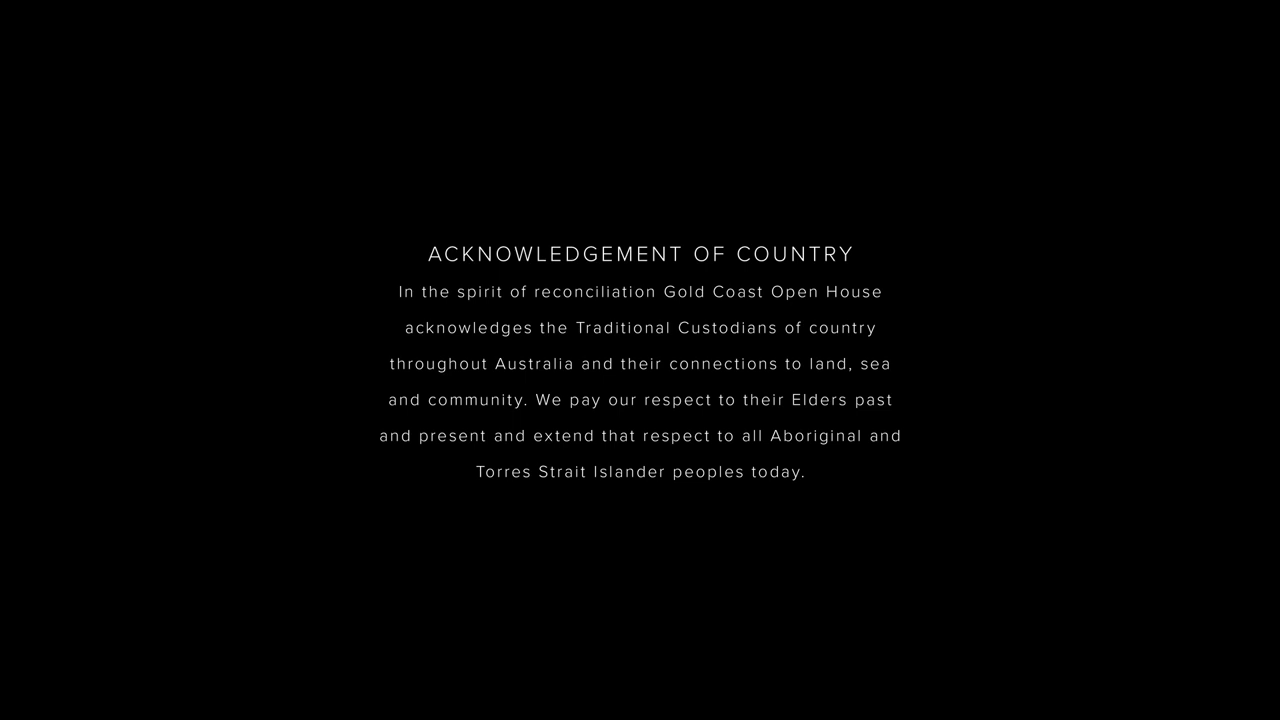 ACKNOWLEDGEMENT OF COUNTRY
In the spirit of reconciliation Gold Coast Open House
acknowledges the Traditional Custodians of country
throughout Australia and their connections to land, sea
and community. We pay our respect to their Elders past
and present and extend that respect to all Aboriginal and
Torres Strait Islander peoples today.